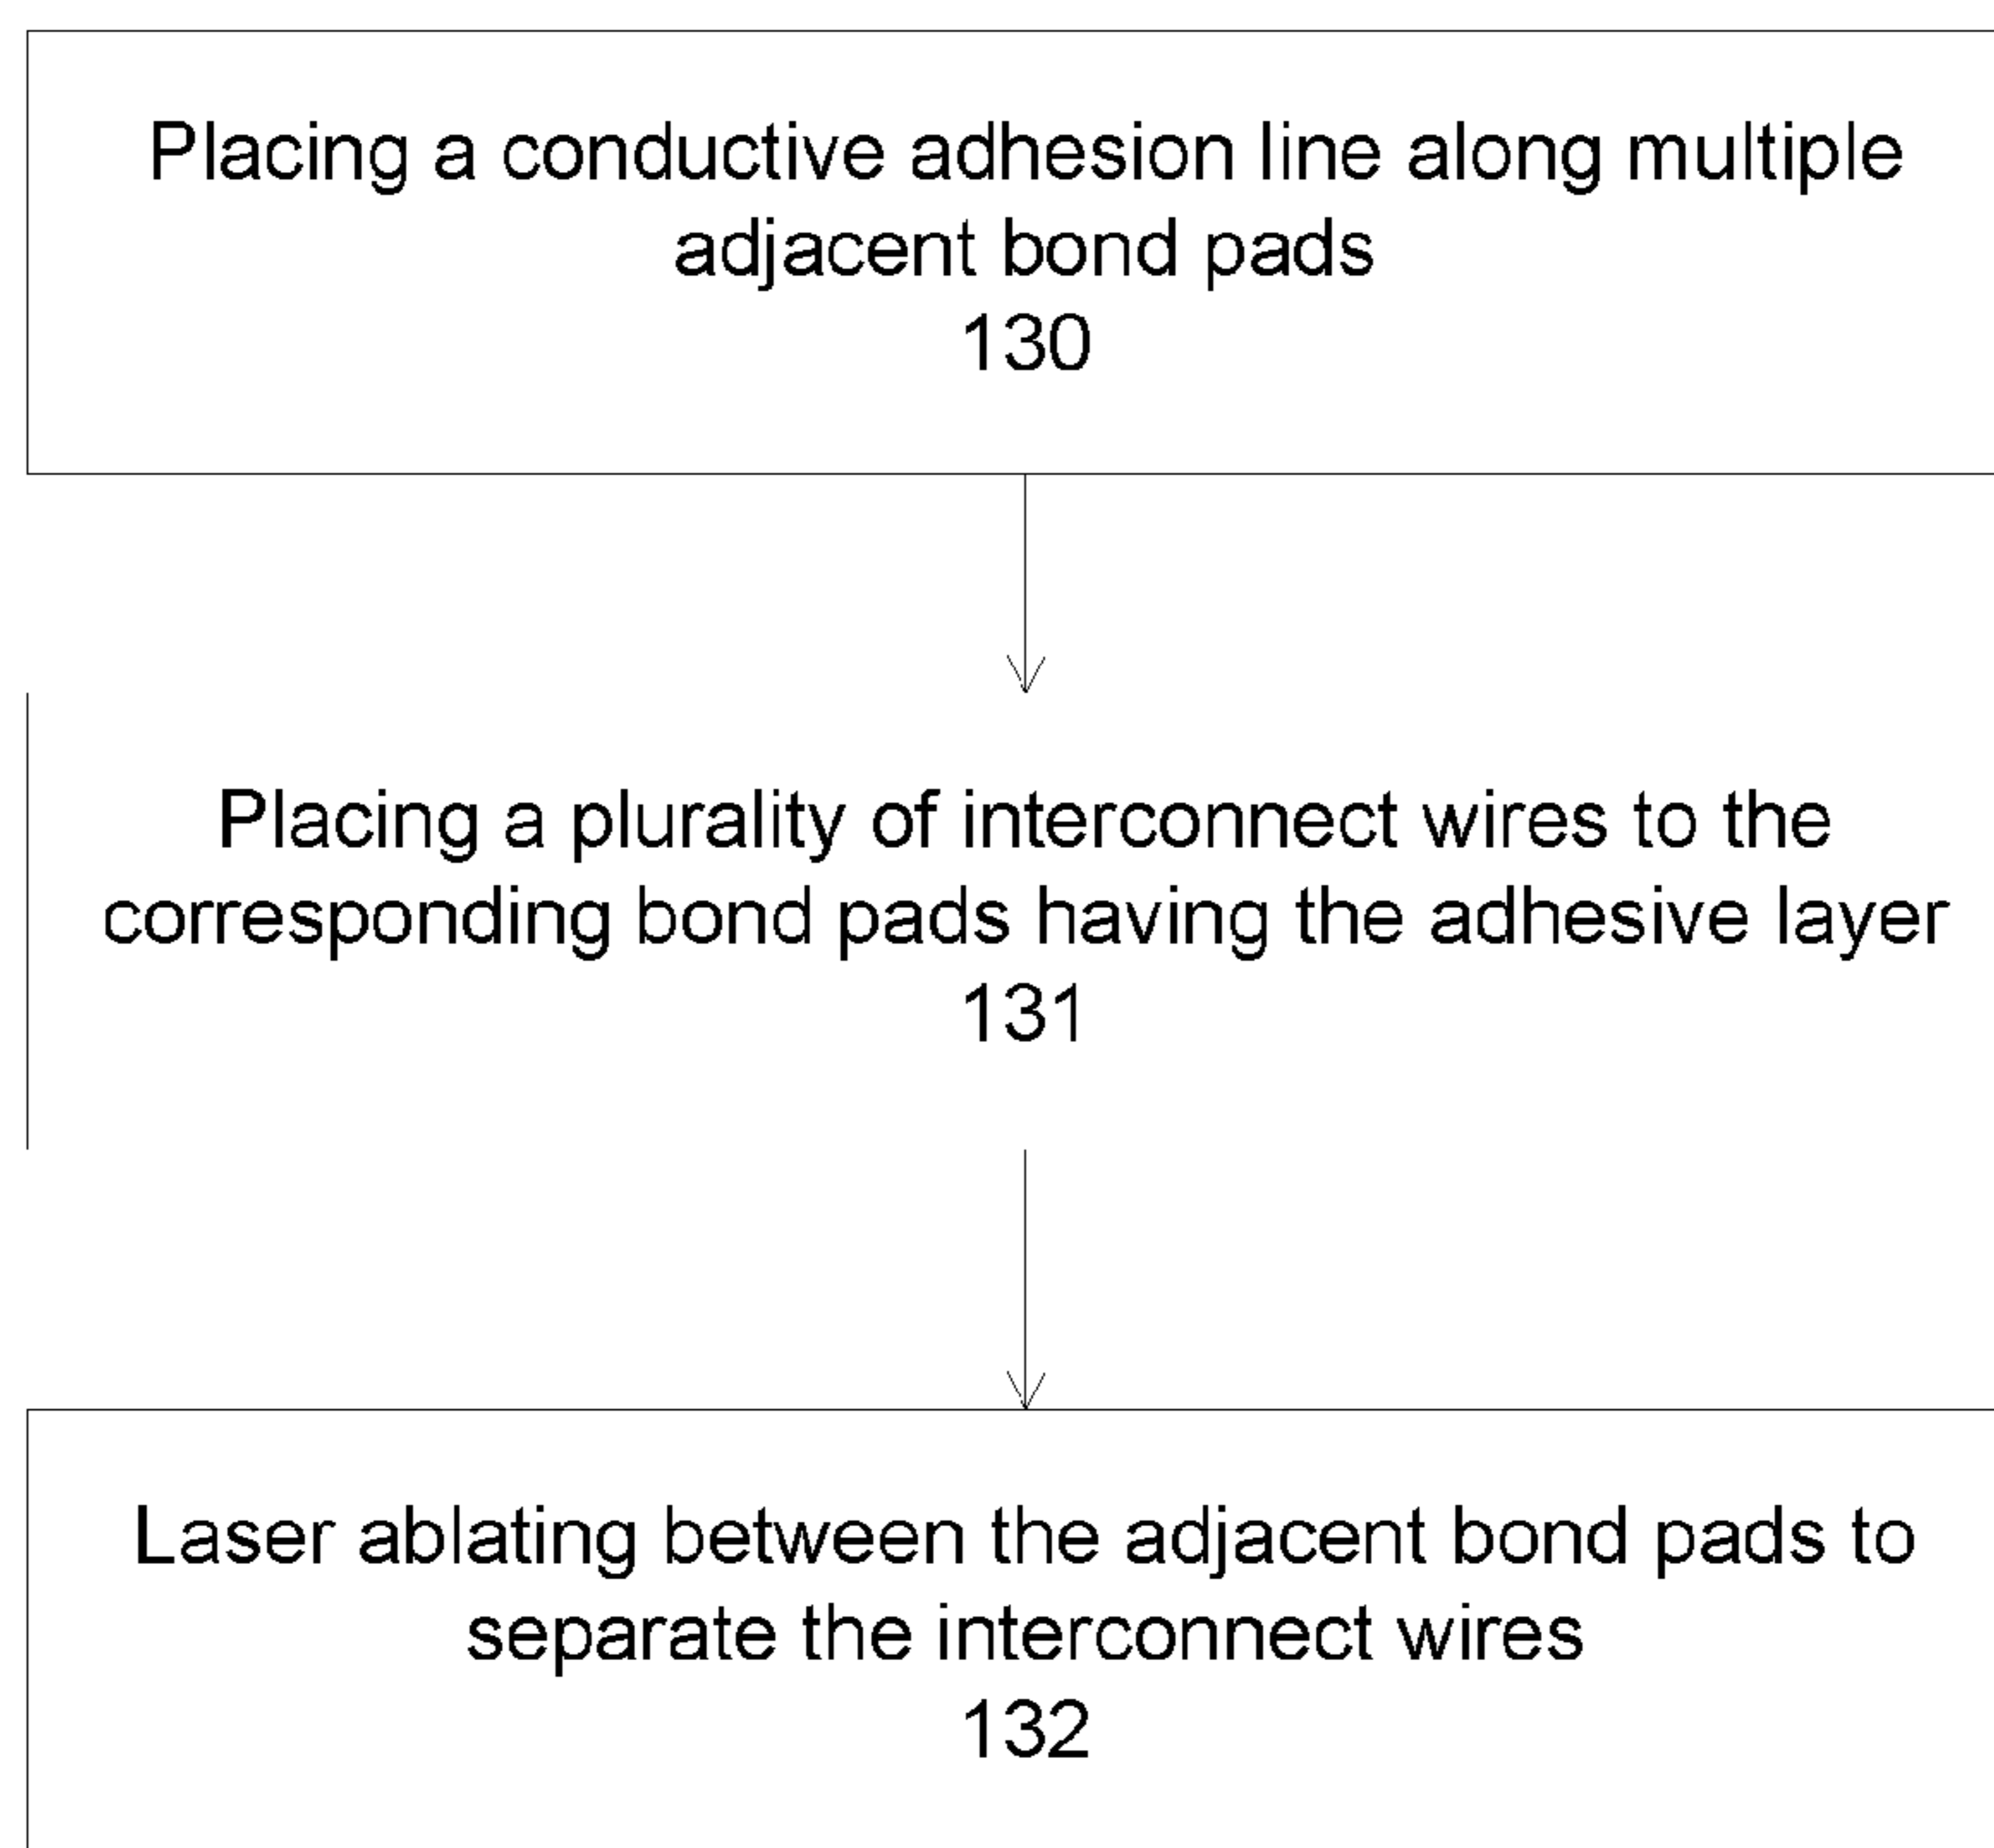 Placing a conductive adhesion line along multiple
adjacent bond pads
130
Placing a plurality of interconnect wires to the
corresponding bond pads having the adhesive layer
131
Laser ablating between the adjacent bond pads to
separate the interconnect wires
132